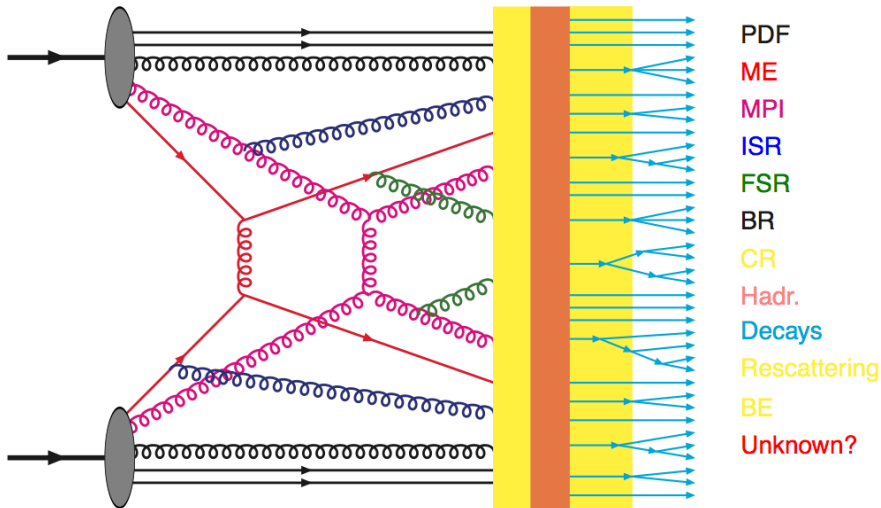 PDF
ME
MPI
ISR
FSR
BR
CR
Hadr.
Decays
Rescattering
BE
Unknown?